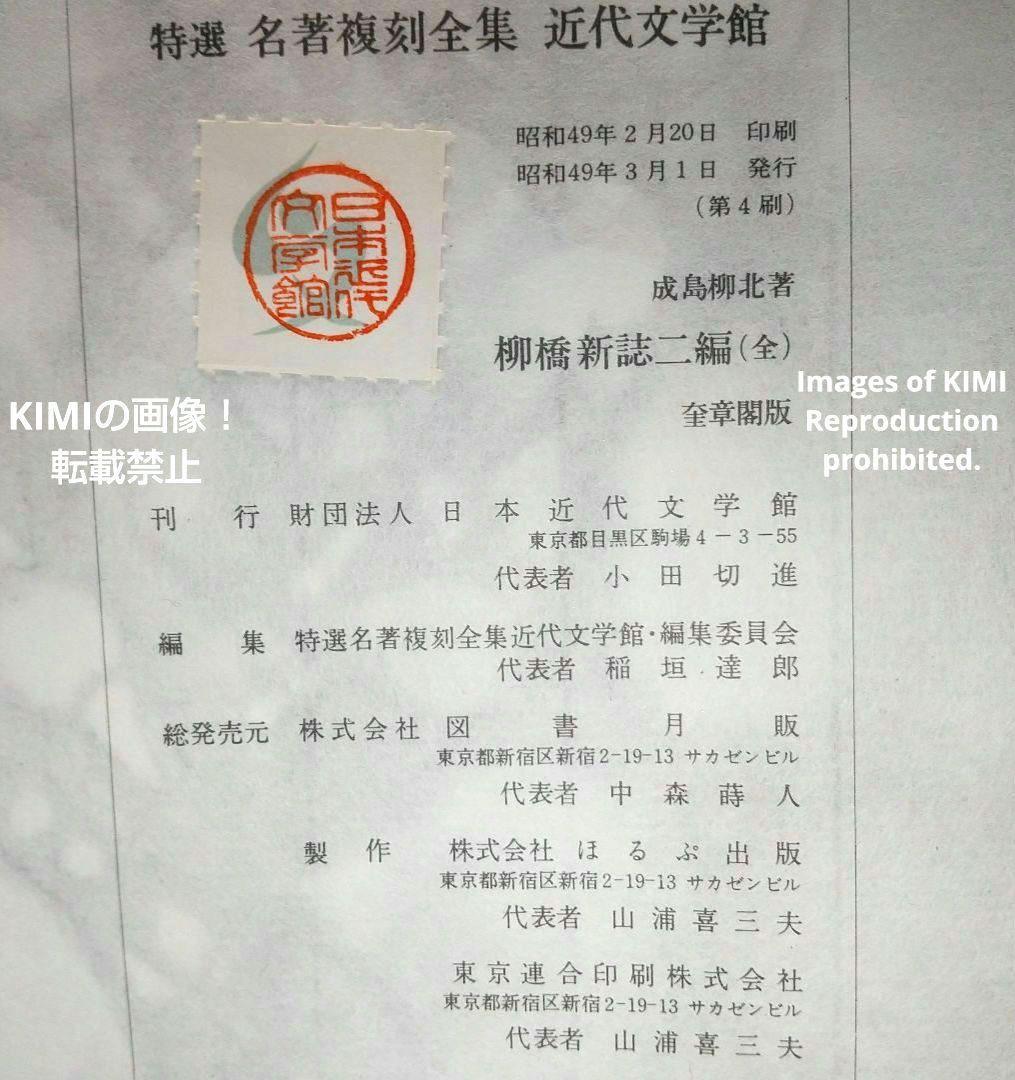 特選 名著複刻全集 近代文学館
日本近代
文学館
昭和49年2月20日 印刷
昭和49年3月1日 発行
(第4刷)
成島柳北著
柳橋新誌二編(全)
奎章閣版
KIMIの画像!
転載禁止
Images of KIMI
Reproduction
prohibited.
刊行 財団法人 日本近代文学館
東京都目黒区駒場4-3-55
代表者 小田切進
編集 特選名著複刻全集近代文学館・編集委員会
代表者 稲垣達郎
総発売元 株式会社 図書月販
東京都新宿区新宿2-19-13 サカゼンビル
代表者 中森蒔人
製作 株式会社 ほるぷ出版
東京都新宿区新宿2-19-13 サカゼンビル
代表者 山浦喜三夫
東京連合印刷株式会社
東京都新宿区新宿2-19-13 サカゼンビル
代表者 山浦喜三夫